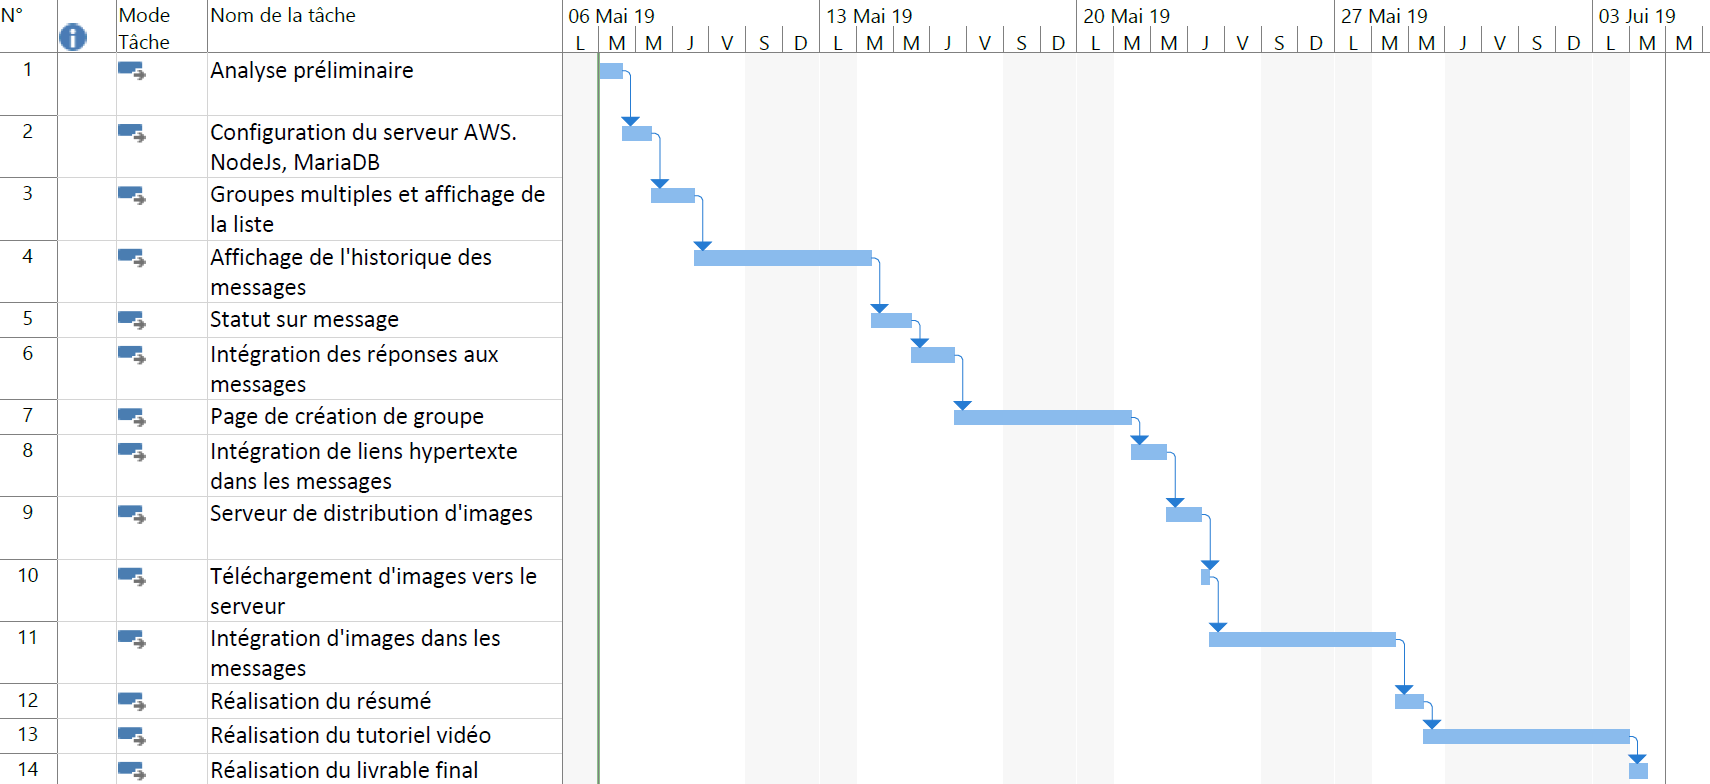 N°
Mode
Tâche
Nom de la tâche
06 Mai 19 13 Mai 19 20 Mai 19 27 Mai 19 03 Jui 19
L M M J V S D L M M J V S D L M M J V S D L M M J V S D L M M
1 Analyse préliminaire
2 Configuration du serveur AWS.
NodeJs, MariaDB
3 Groupes multiples et affichage de
la liste
4 Affichage de l'historique des
messages
5 Statut sur message
6 Intégration des réponses aux
messages
7 Page de création de groupe
8 Intégration de liens hypertexte
dans les messages
9 Serveur de distribution d'images
10 Téléchargement d'images vers le
serveur
11 Intégration d'images dans les
messages
12 Réalisation du résumé
13 Réalisation du tutoriel vidéo
14 Réalisation du livrable final